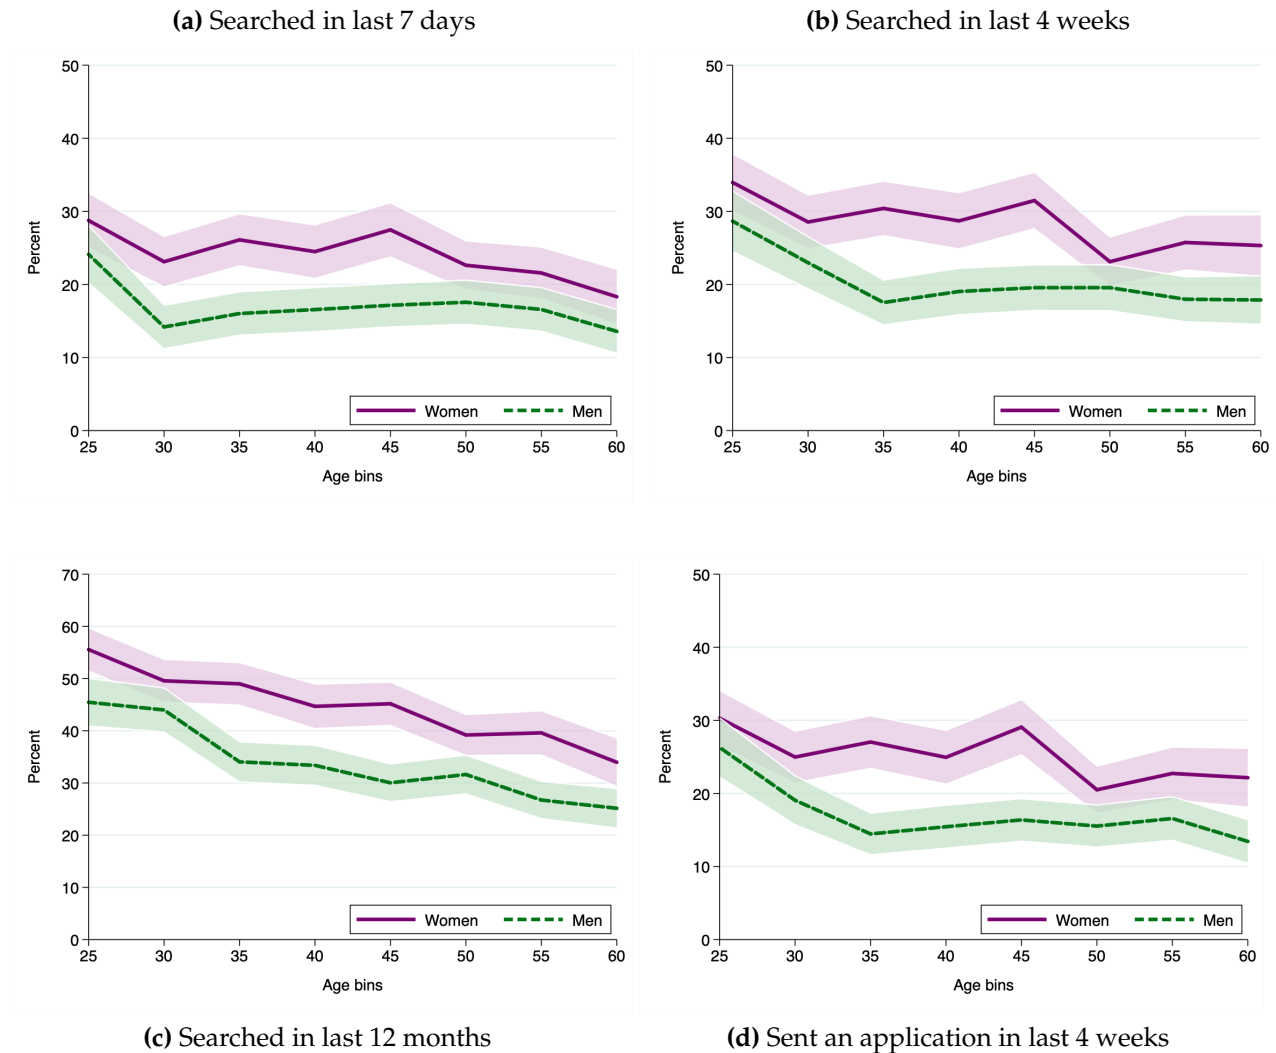 (a) Searched in last 7 days
(b) Searched in last 4 weeks
50
40
30
20
10
0
Percent
25 30 35 40 45 50 55 60
Age bins
Women Men
50
40
30
20
10
0
Percent
25 30 35 40 45 50 55 60
Age bins
Women Men
70
60
50
40
30
20
10
0
Percent
25 30 35 40 45 50 55 60
Age bins
Women Men
50
40
30
20
10
0
Percent
25 30 35 40 45 50 55 60
Age bins
Women Men
(c) Searched in last 12 months
(d) Sent an application in last 4 weeks